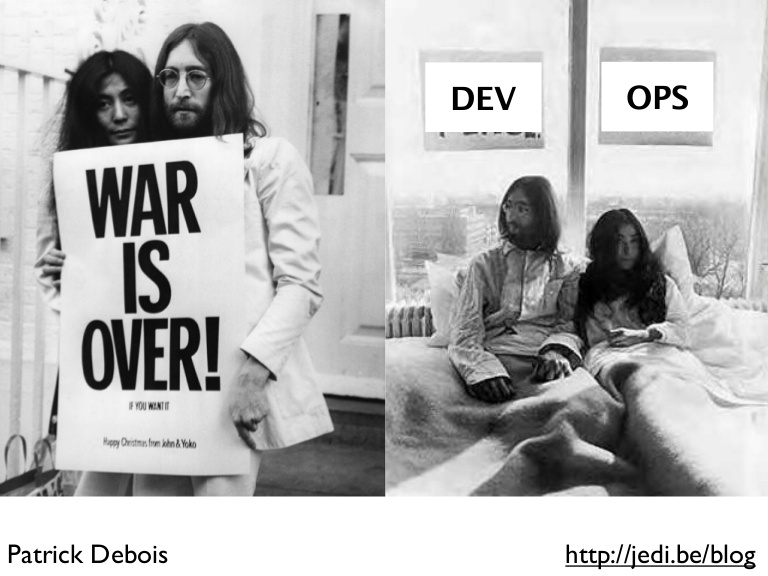 WAR
IS
OVER!
IF YOU WANT IT
Happy Christmas from John & Yoko
DEV
OPS
Patrick Debois
http://jedi.be/blog